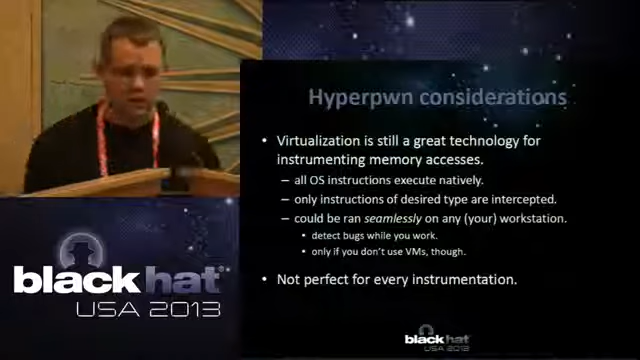 Hyperpwn considerations
• Virtualization is still a great technology for
instrumenting memory accesses.
– all OS instructions execute natively.
– only instructions of desired type are intercepted.
– could be ran seamlessly on any (your) workstation.
• detect bugs while you work.
• only if you don't use VMs, though.
• Not perfect for every instrumentation.
black hat
USA 2013
black hat
USA 2013